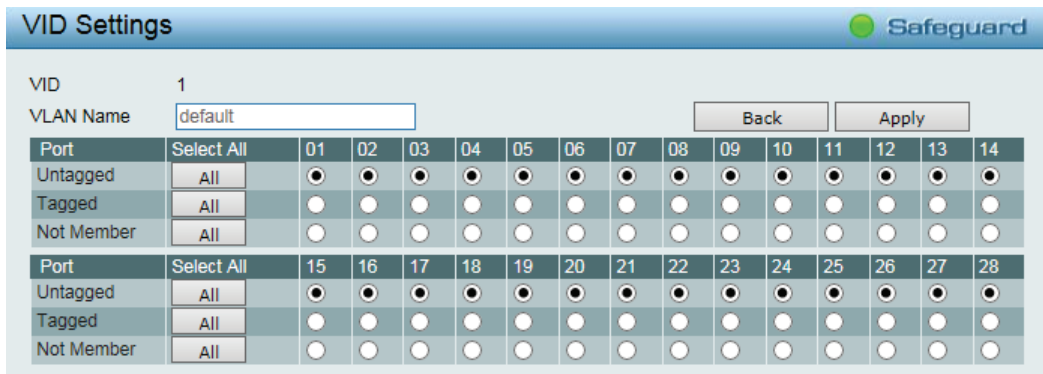 VID Settings Safeguard
VID 1
VLAN Name default Back Apply
Port Select All 01 02 03 04 05 06 07 08 09 10 11 12 13 14
Untagged All
Tagged All
Not Member All
Port Select All 15 16 17 18 19 20 21 22 23 24 25 26 27 28
Untagged All
Tagged All
Not Member All